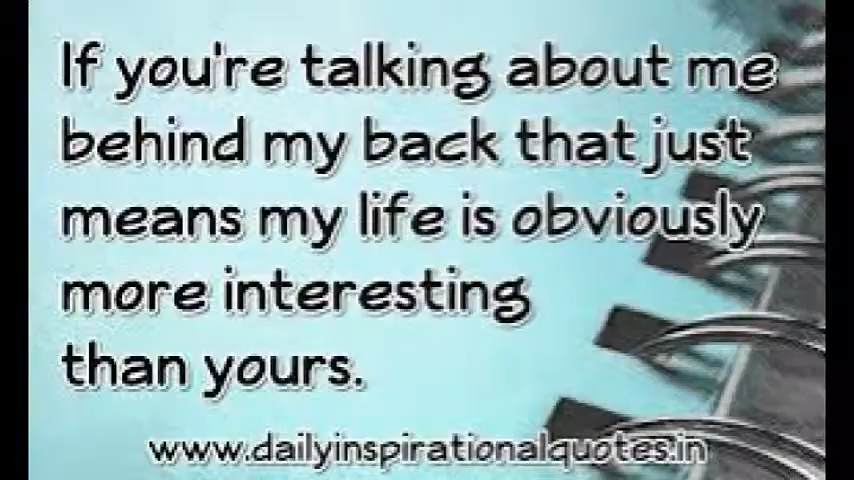 If you're talking about me
behind my back that just
means my life is obviously
more interesting
than yours.
www.dailyinspirationalquotes.in